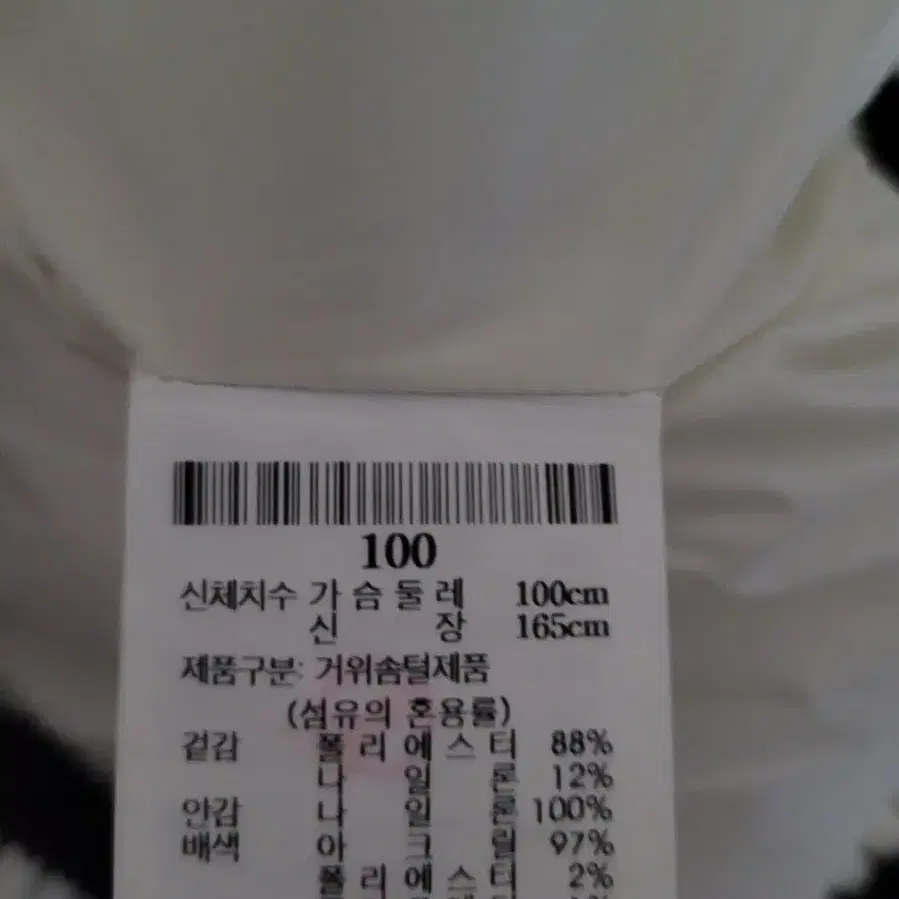 100
신체치수 가슴둘레 100cm
신장 165cm
제품구분: 거위솜털제품
(섬유의 혼용률)
겉감 폴리에스터 88%
나일론 12%
안감 나일론 100%
배색 아크릴 97%
폴리에스터 2%